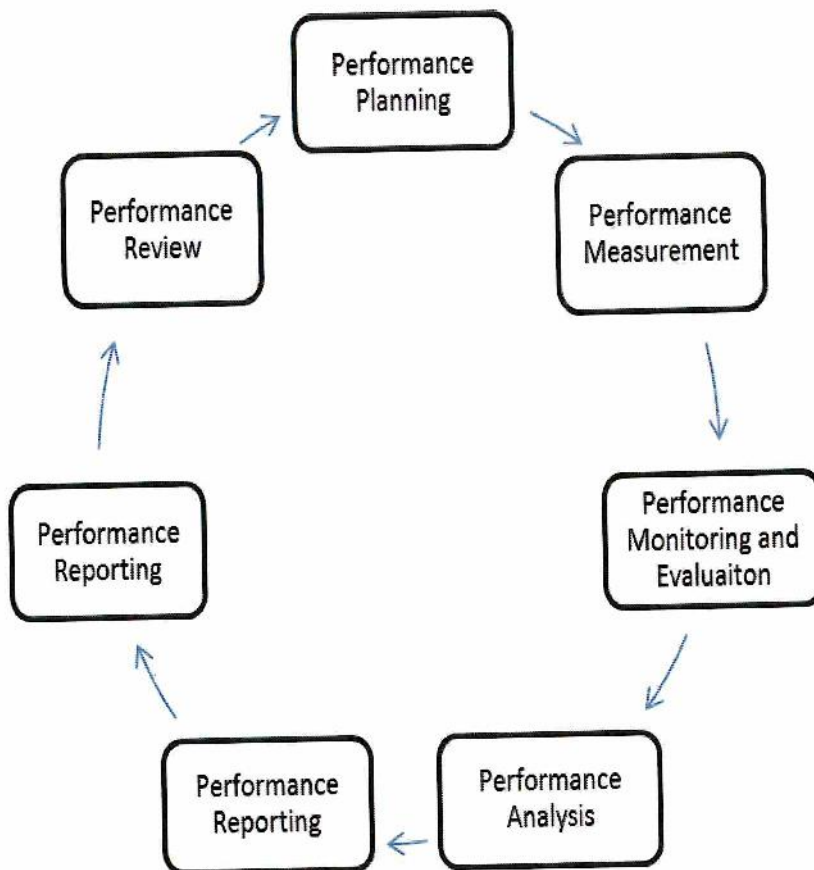 Performance
Planning
Performance
Measurement
Performance
Monitoring and
Evaluaiton
Performance
Analysis
Performance
Reporting
Performance
Reporting
Performance
Review